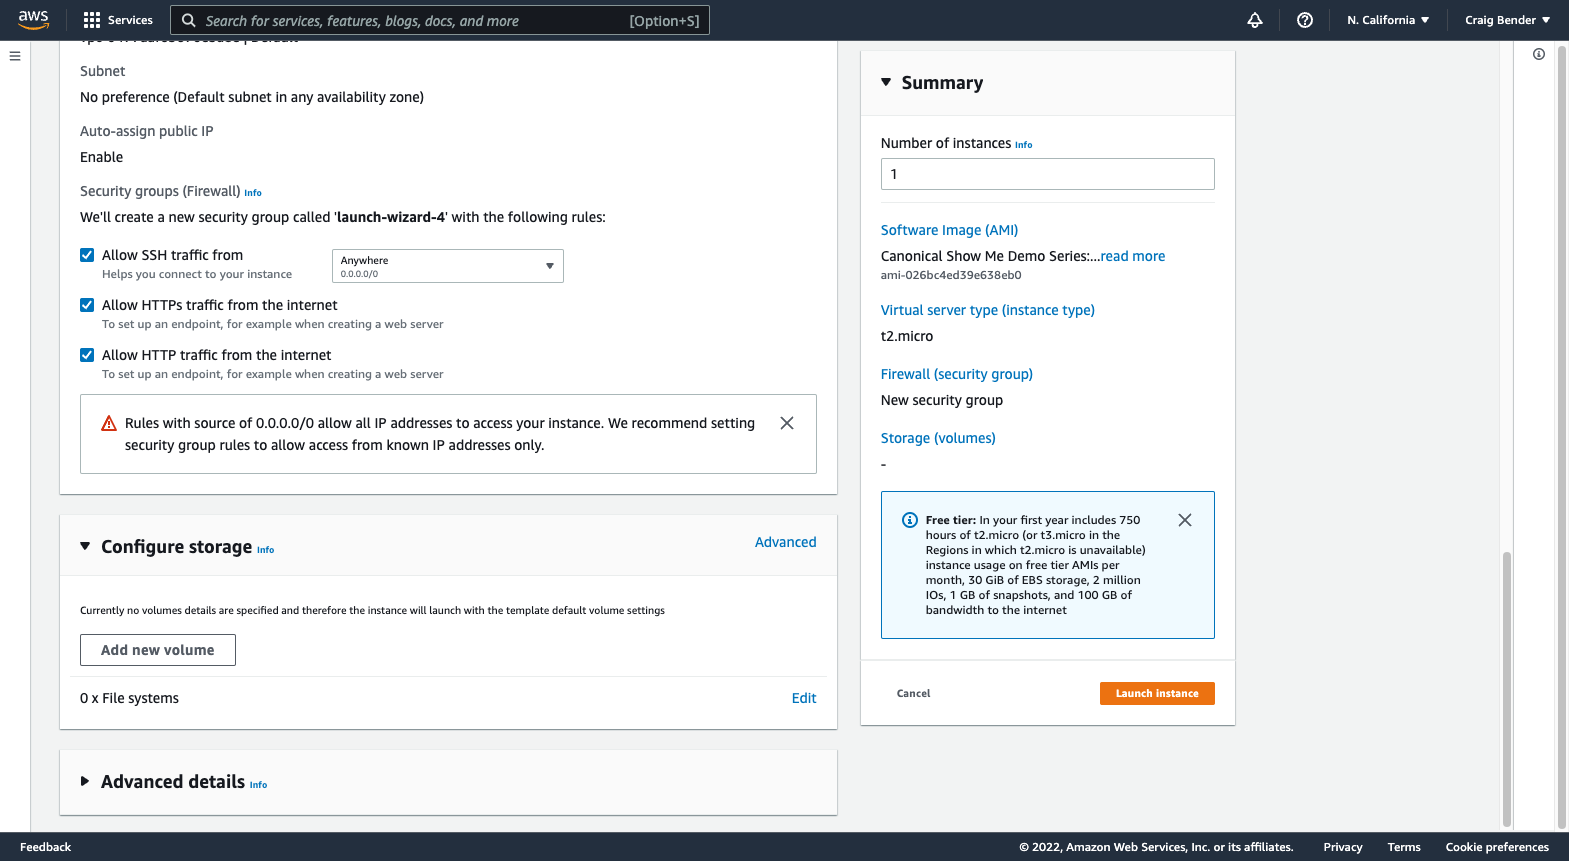 aws
Services
Search for services, features, blogs, docs, and more
[Option+S]
N. California
Craig Bender
Subnet
No preference (Default subnet in any availability zone)
Auto-assign public IP
Enable
Security groups (Firewall) Info
We'll create a new security group called 'launch-wizard-4' with the following rules:
Allow SSH traffic from
Helps you connect to your instance
Anywhere
0.0.0.0/0
Allow HTTPs traffic from the internet
To set up an endpoint, for example when creating a web server
Allow HTTP traffic from the internet
To set up an endpoint, for example when creating a web server
Rules with source of 0.0.0.0/0 allow all IP addresses to access your instance. We recommend setting
security group rules to allow access from known IP addresses only.
Configure storage Info
Advanced
Currently no volumes details are specified and therefore the instance will launch with the template default volume settings
Add new volume
0 x File systems
Edit
Advanced details Info
Summary
Number of instances Info
1
Software Image (AMI)
Canonical Show Me Demo Series:...read more
ami-026bc4ed39e638eb0
Virtual server type (instance type)
t2.micro
Firewall (security group)
New security group
Storage (volumes)
-
Free tier: In your first year includes 750
hours of t2.micro (or t3.micro in the
Regions in which t2.micro is unavailable)
instance usage on free tier AMIs per
month, 30 GiB of EBS storage, 2 million
IOs, 1 GB of snapshots, and 100 GB of
bandwidth to the internet
Cancel
Launch instance
Feedback
© 2022, Amazon Web Services, Inc. or its affiliates.
Privacy
Terms
Cookie preferences